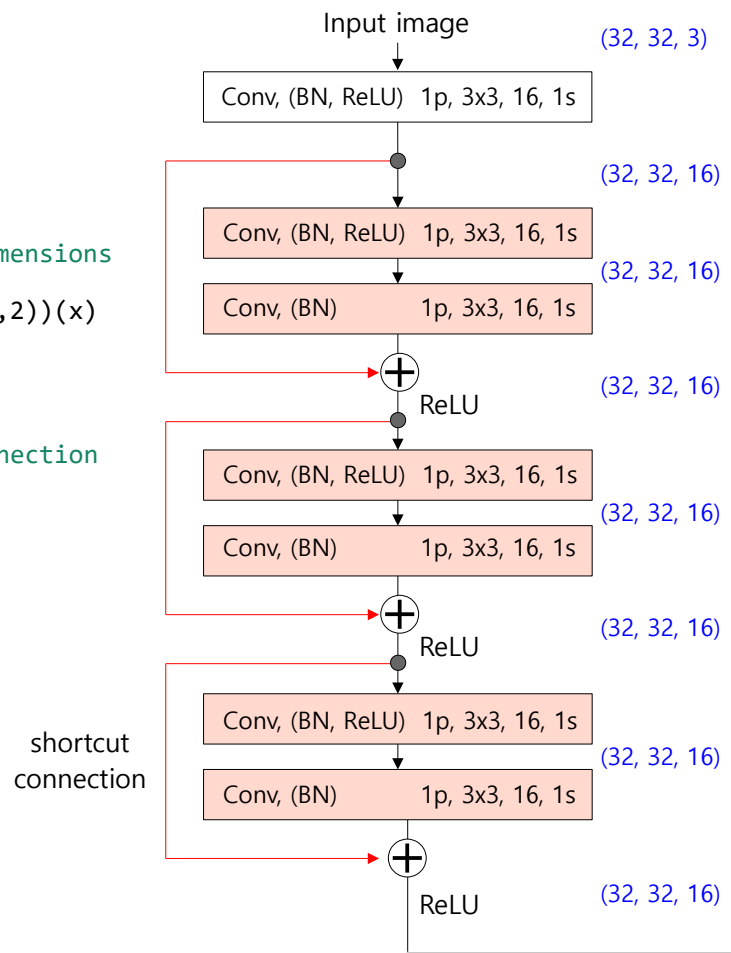 Input image
(32, 32, 3)
Conv, (BN, ReLU) 1p, 3x3, 16, 1s
(32, 32, 16)
Conv, (BN, ReLU) 1p, 3x3, 16, 1s
mensions
(32, 32, 16)
,2))(x)
Conv, (BN) 1p, 3x3, 16, 1s
(32, 32, 16)
ReLU
nection
Conv, (BN, ReLU) 1p, 3x3, 16, 1s
(32, 32, 16)
Conv, (BN) 1p, 3x3, 16, 1s
(32, 32, 16)
ReLU
Conv, (BN, ReLU) 1p, 3x3, 16, 1s
shortcut
connection
(32, 32, 16)
Conv, (BN) 1p, 3x3, 16, 1s
(32, 32, 16)
ReLU